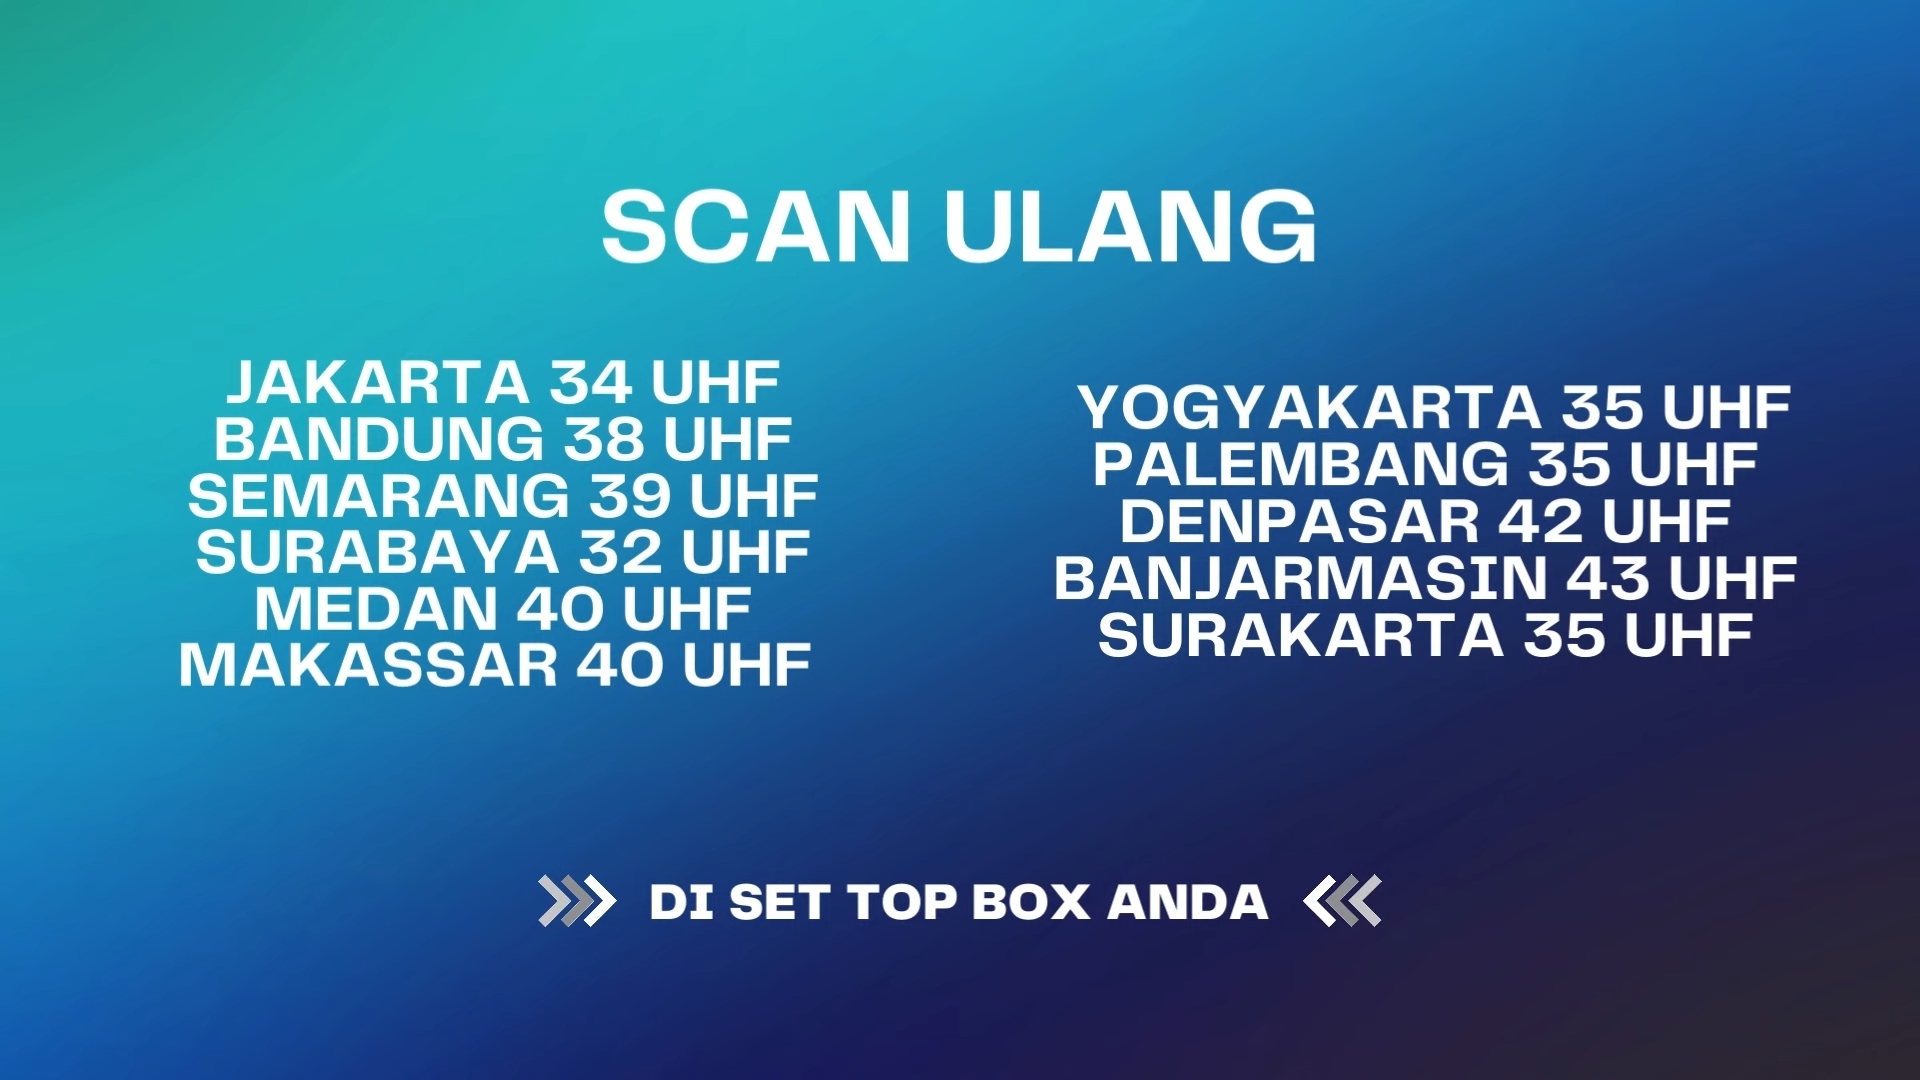 SCAN ULANG
JAKARTA 34 UHF
BANDUNG 38 UHF
SEMARANG 39 UHF
SURABAYA 32 UHF
MEDAN 40 UHF
MAKASSAR 40 UHF
YOGYAKARTA 35 UHF
PALEMBANG 35 UHF
DENPASAR 42 UHF
BANJARMASIN 43 UHF
SURAKARTA 35 UHF
DI SET TOP BOX ANDA